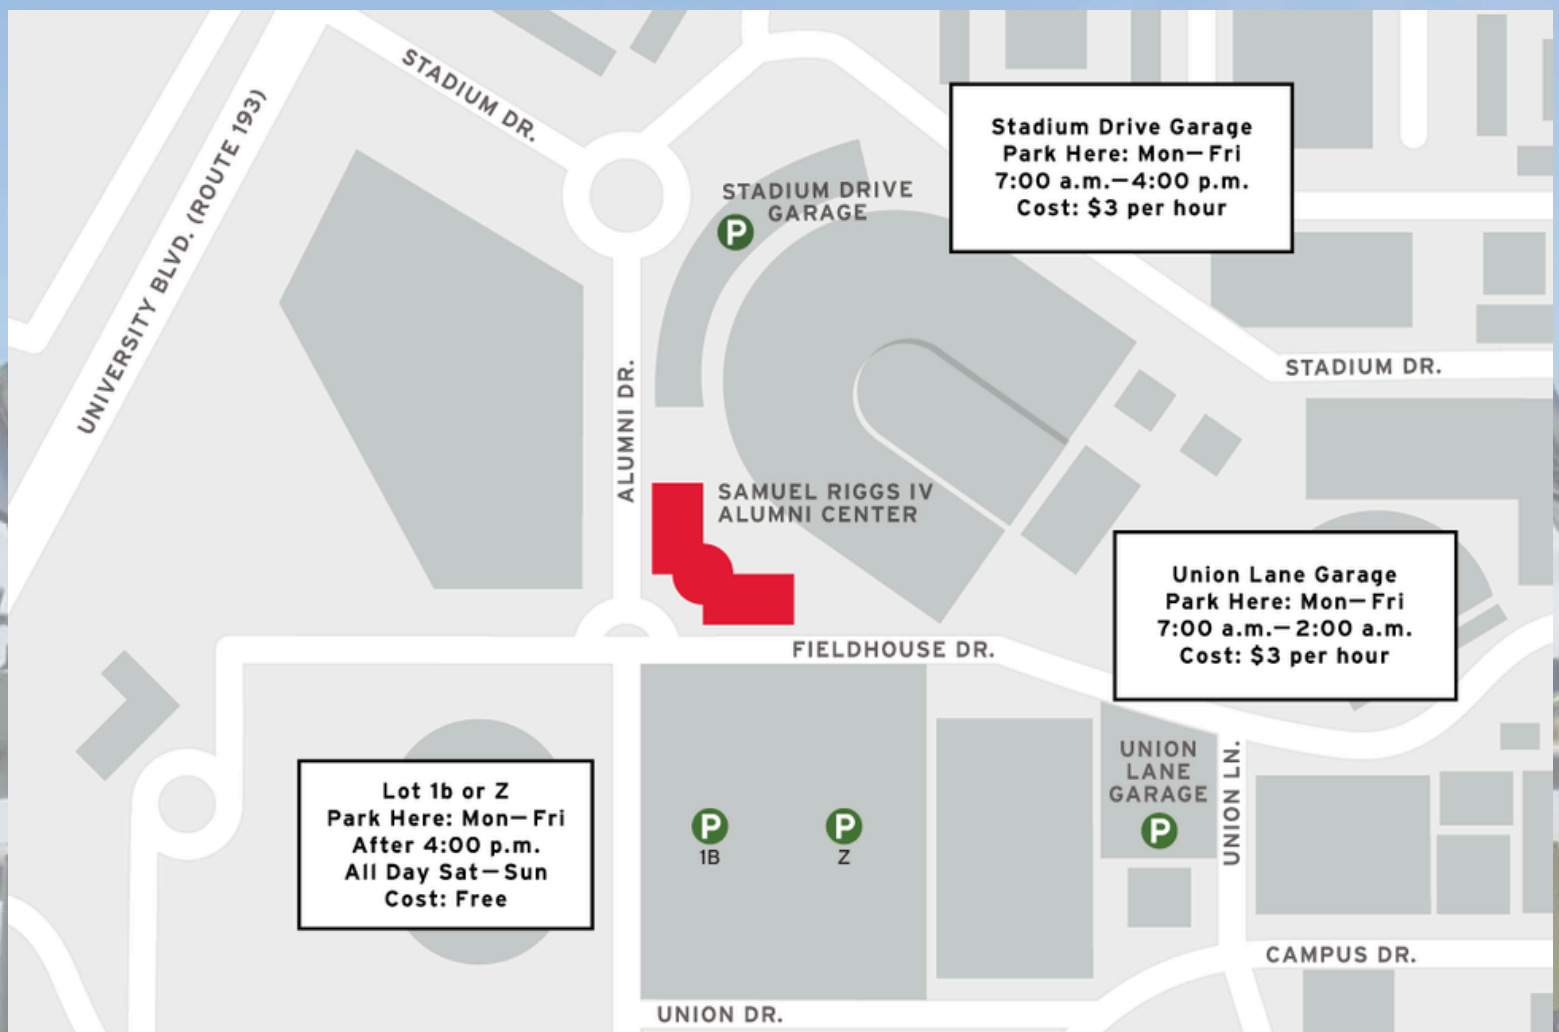 STADIUM DR.
UNIVERSITY BLVD. (ROUTE 193)
Stadium Drive Garage
Park Here: Mon—Fri
7:00 a.m.—4:00 p.m.
Cost: $3 per hour
STADIUM DRIVE
GARAGE
P
STADIUM DR.
ALUMNI DR.
SAMUEL RIGGS IV
ALUMNI CENTER
Union Lane Garage
Park Here: Mon—Fri
7:00 a.m.—2:00 a.m.
Cost: $3 per hour
FIELDHOUSE DR.
Lot 1b or Z
Park Here: Mon—Fri
After 4:00 p.m.
All Day Sat—Sun
Cost: Free
P
1B
P
Z
UNION
LANE
GARAGE
P
UNION LN.
CAMPUS DR.
UNION DR.